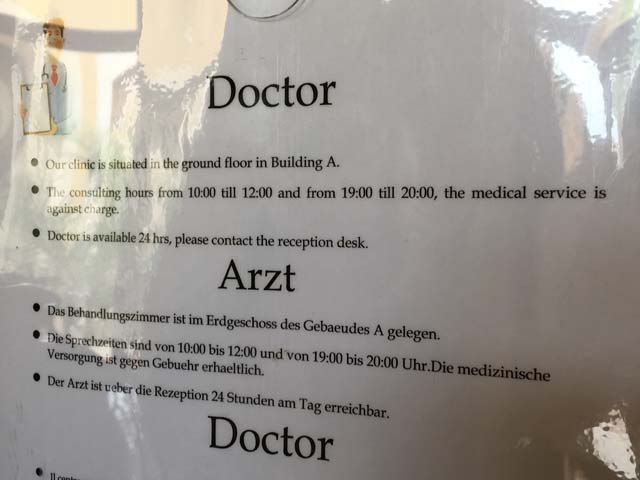 Doctor
Our clinic is situated in the ground floor in Building A.
The consulting hours from 10:00 till 12:00 and from 19:00 till 20:00, the medical service is
against charge.
Doctor is available 24 hrs, please contact the reception desk.
Arzt
Das Behandlungszimmer ist im Erdgeschoss des Gebaeudes A gelegen.
Die Sprechzeiten sind von 10:00 bis 12:00 und von 19:00 bis 20:00 Uhr.Die medizinische
Versorgung ist gegen Gebuehr erhaeltlich.
Der Arzt ist ueber die Rezeption 24 Stunden am Tag erreichbar.
Doctor
Il